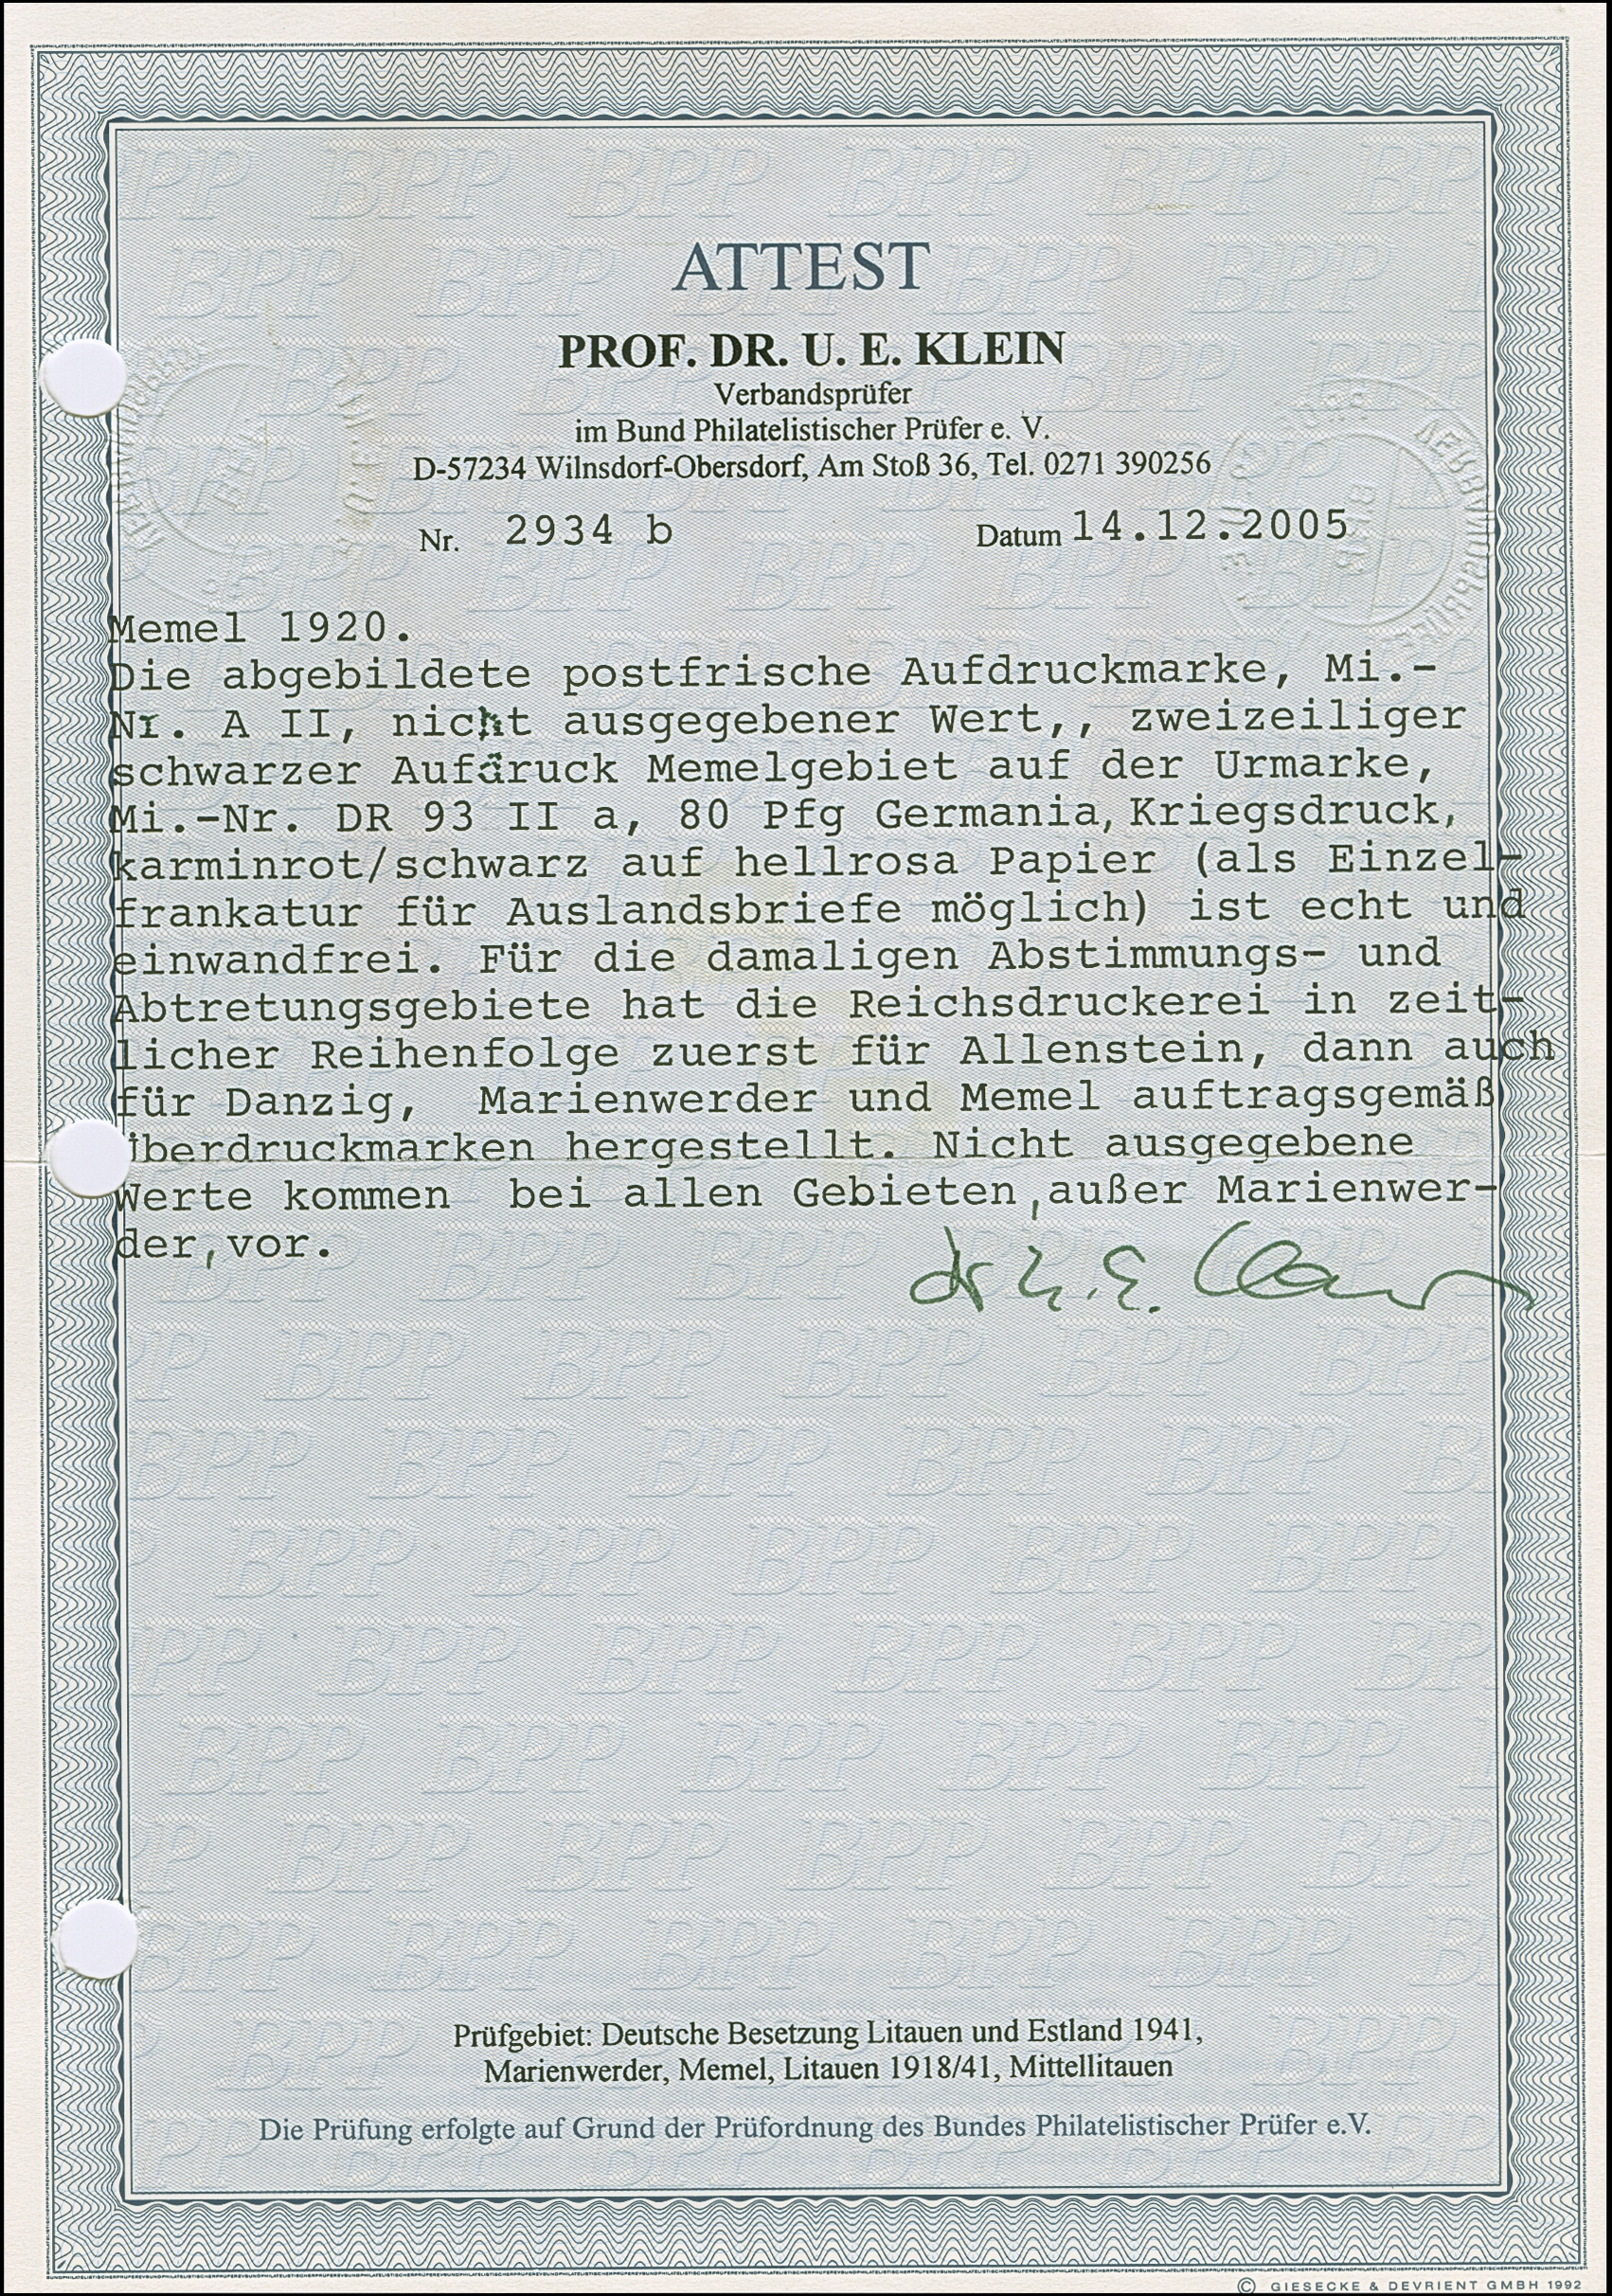 ATTEST
PROF. DR. U. E. KLEIN
Verbandsprüfer
im Bund Philatelistischer Prüfer e. V.
D-57234 Wilnsdorf-Obersdorf, Am Stoß 36, Tel. 0271 390256
Nr. 2934 b Datum 14.12.2005
Memel 1920.
Die abgebildete postfrische Aufdruckmarke, Mi.-
Nr. A II, nicht ausgegebener Wert,, zweizeiliger
schwarzer Aufdruck Memelgebiet auf der Urmarke,
Mi.-Nr. DR 93 II a, 80 Pfg Germania, Kriegsdruck,
karminrot/schwarz auf hellrosa Papier (als Einzel-
frankatur für Auslandsbriefe möglich) ist echt und
einwandfrei. Für die damaligen Abstimmungs- und
Abtretungsgebiete hat die Reichsdruckerei in zeit-
licher Reihenfolge zuerst für Allenstein, dann auch
für Danzig, Marienwerder und Memel auftragsgemäß
Überdruckmarken hergestellt. Nicht ausgegebene
Werte kommen bei allen Gebieten, außer Marienwer-
der, vor.
dr U. E. Klein
Prüfgebiet: Deutsche Besetzung Litauen und Estland 1941,
Marienwerder, Memel, Litauen 1918/41, Mittellitauen
Die Prüfung erfolgte auf Grund der Prüfordnung des Bundes Philatelistischer Prüfer e.V.
© GIESECKE & DEVRIENT GMBH 1992